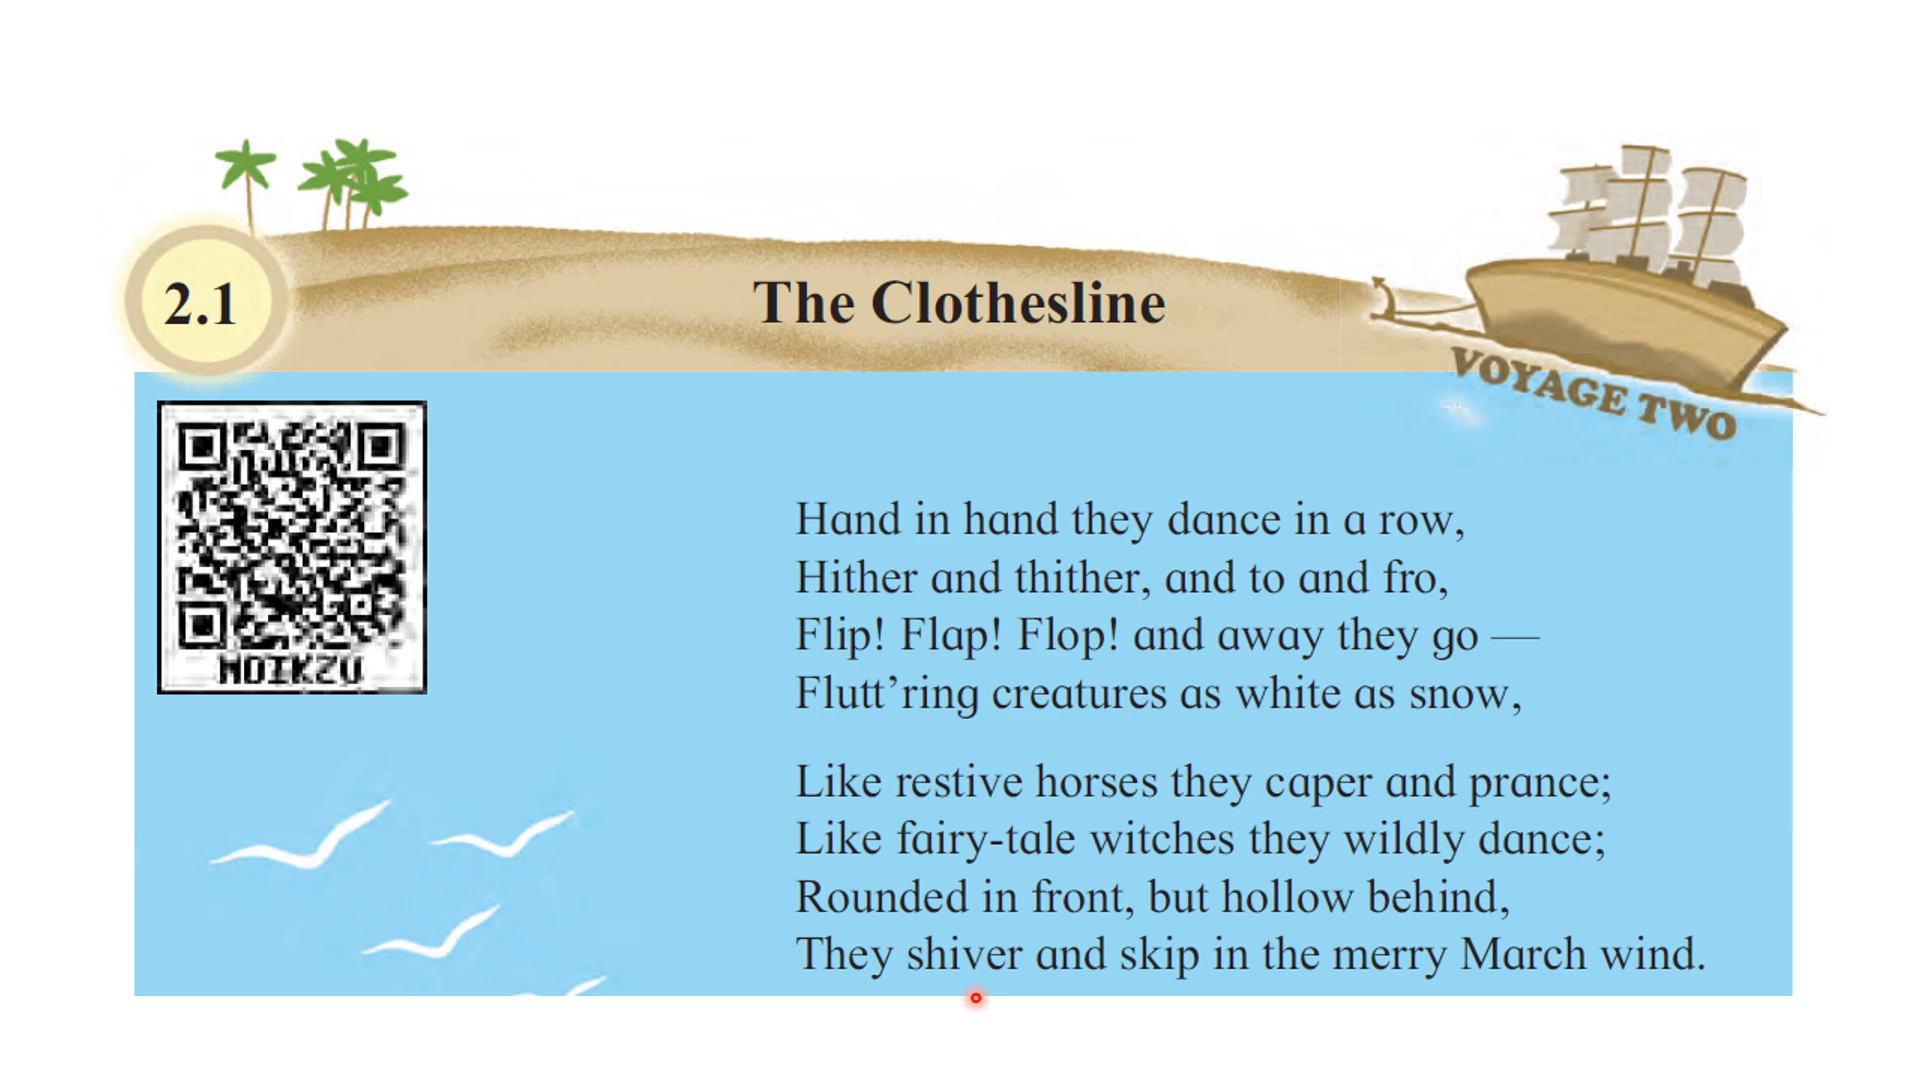 2.1
The Clothesline
VOYAGE TWO
Hand in hand they dance in a row,
Hither and thither, and to and fro,
Flip! Flap! Flop! and away they go —
Flutt’ring creatures as white as snow,
Like restive horses they caper and prance;
Like fairy-tale witches they wildly dance;
Rounded in front, but hollow behind,
They shiver and skip in the merry March wind.